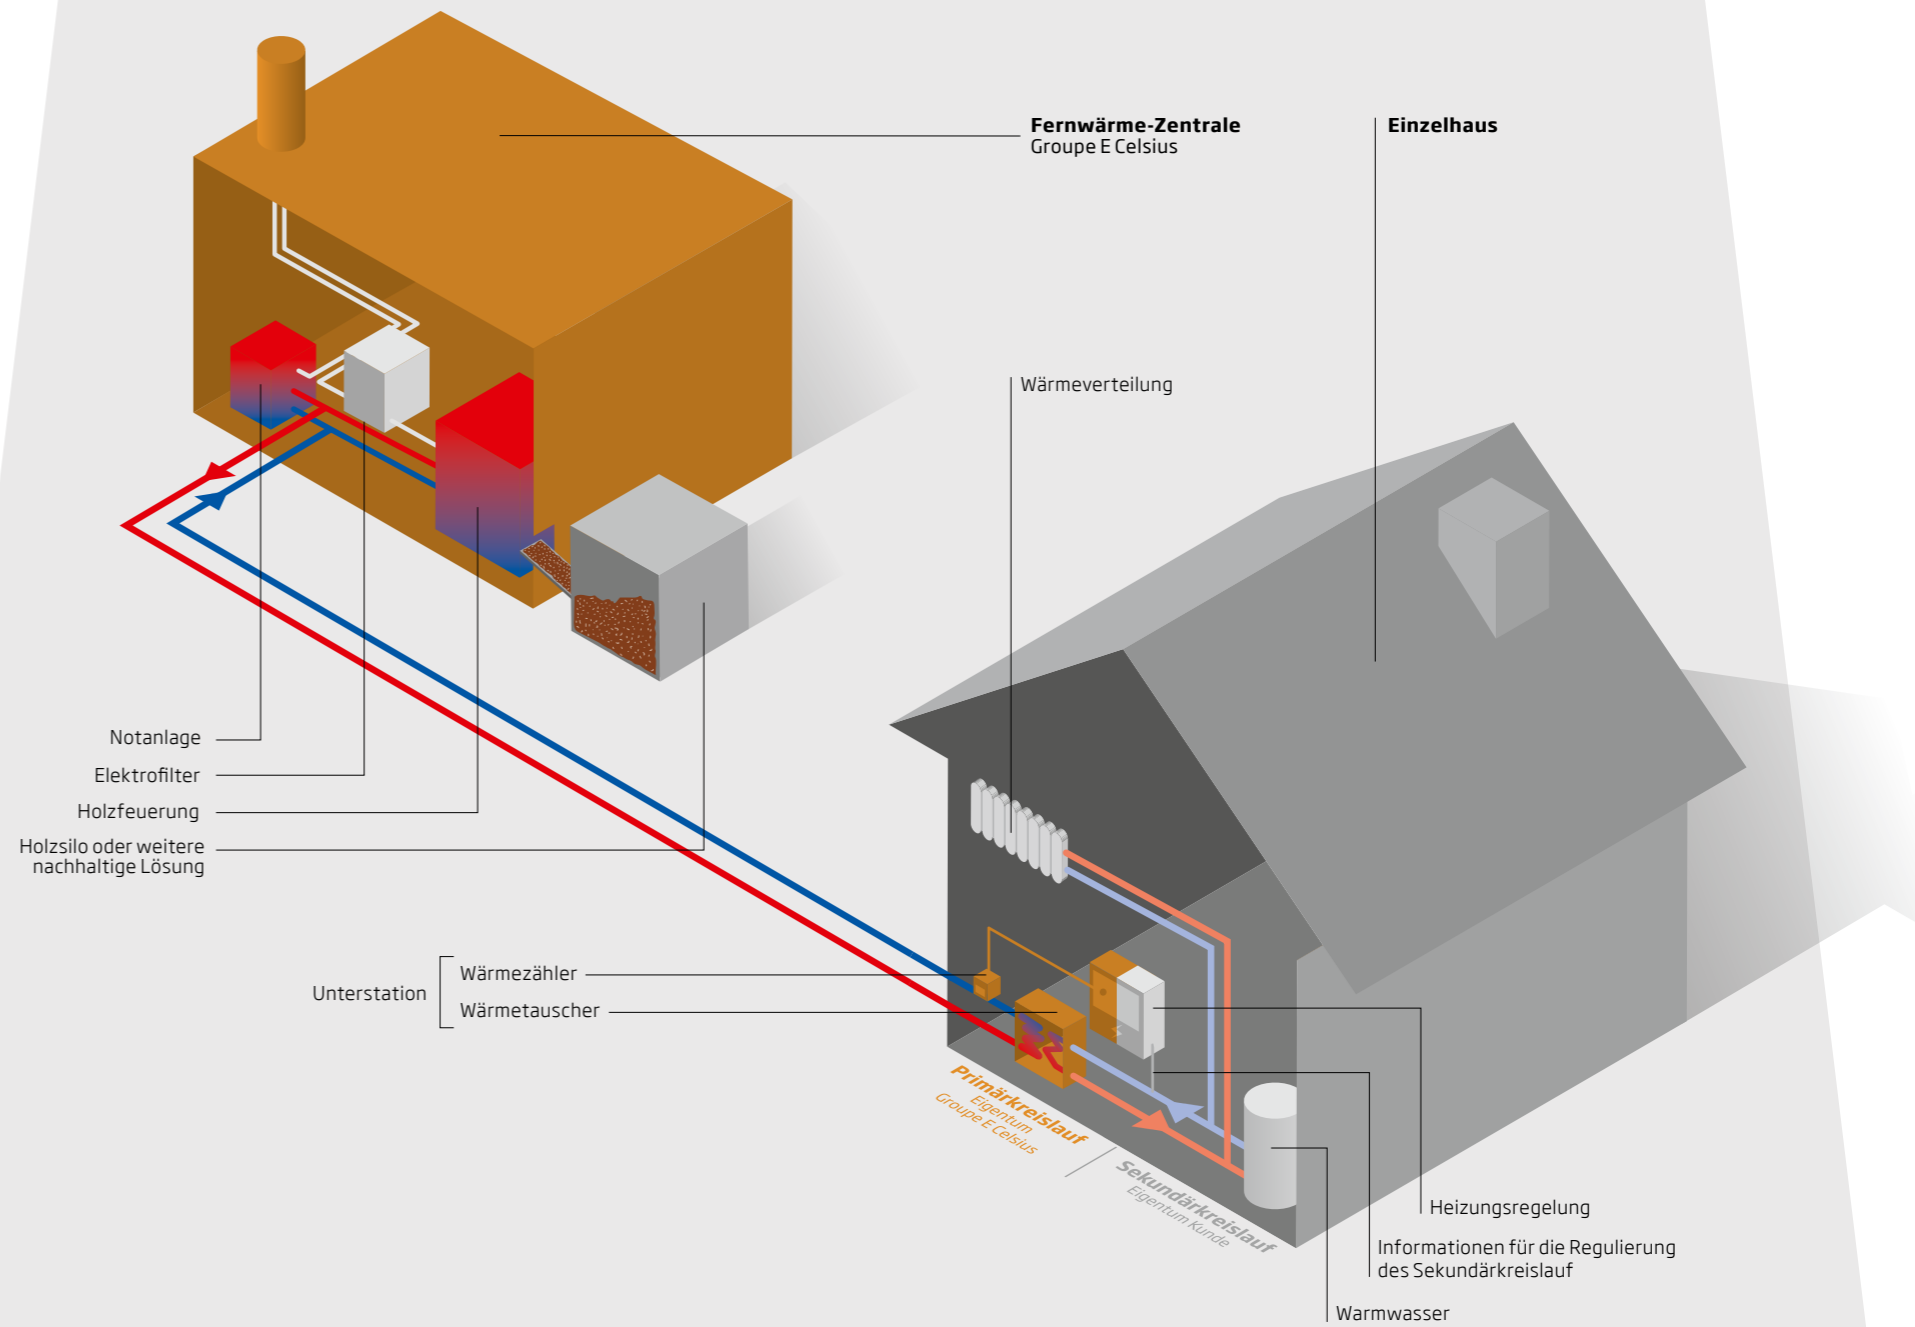 Fernwärme-Zentrale
Groupe E Celsius
Einzelhaus
Wärmeverteilung
Notanlage
Elektrofilter
Holzfeuerung
Holzsilo oder weitere
nachhaltige Lösung
Unterstation
Wärmezähler
Wärmetauscher
Primärkreislauf
Eigentum
Groupe E Celsius
Sekundärkreislauf
Eigentum Kunde
Heizungsregelung
Informationen für die Regulierung
des Sekundärkreislauf
Warmwasser